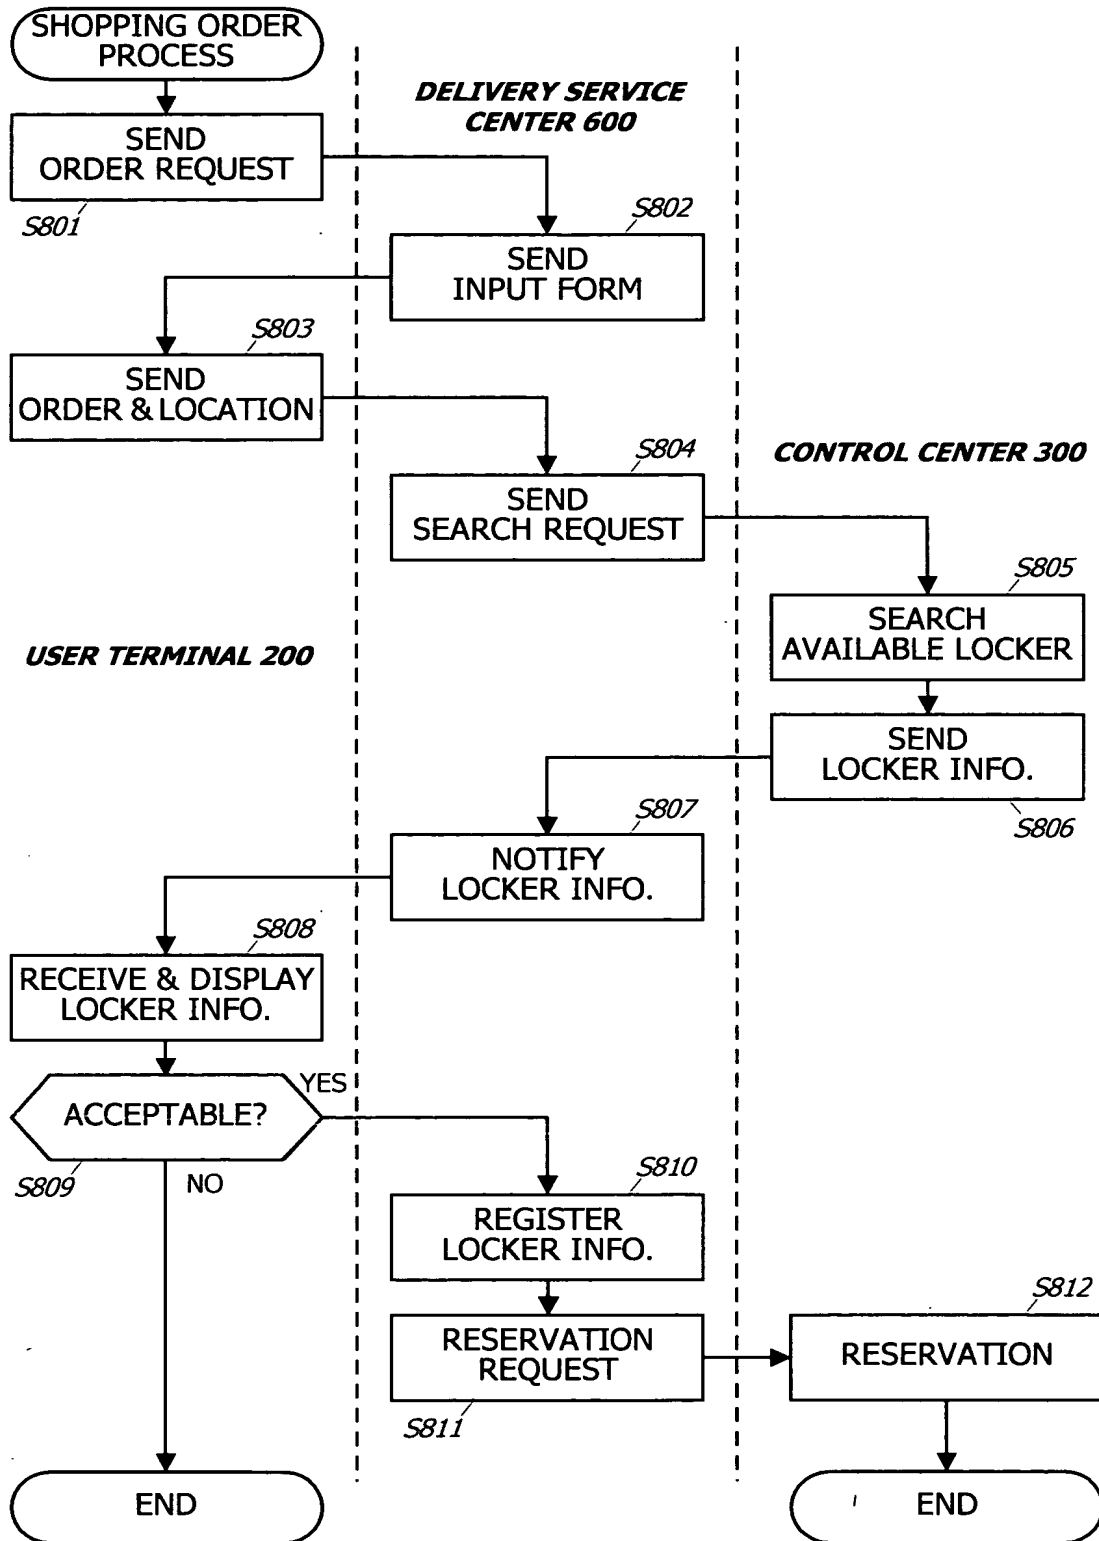 SHOPPING ORDER
PROCESS
DELIVERY SERVICE
CENTER 600
SEND
ORDER REQUEST
S801
S802
SEND
INPUT FORM
S803
SEND
ORDER & LOCATION
S804
CONTROL CENTER 300
SEND
SEARCH REQUEST
S805
SEARCH
AVAILABLE LOCKER
USER TERMINAL 200
SEND
LOCKER INFO.
S806
S807
NOTIFY
LOCKER INFO.
S808
RECEIVE & DISPLAY
LOCKER INFO.
YES
ACCEPTABLE?
S809
NO
S810
REGISTER
LOCKER INFO.
S812
RESERVATION
REQUEST
RESERVATION
S811
END
END